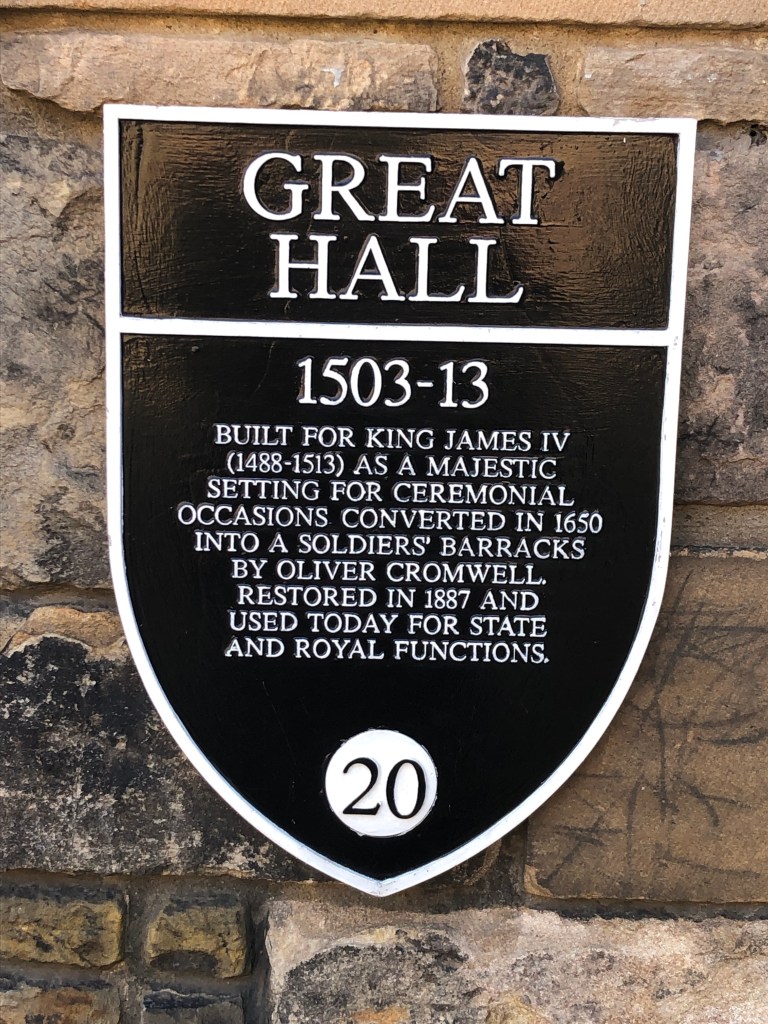 GREAT
HALL
1503-13
BUILT FOR KING JAMES IV
(1488-1513) AS A MAJESTIC
SETTING FOR CEREMONIAL
OCCASIONS CONVERTED IN 1650
INTO A SOLDIERS' BARRACKS
BY OLIVER CROMWELL.
RESTORED IN 1887 AND
USED TODAY FOR STATE
AND ROYAL FUNCTIONS.
20